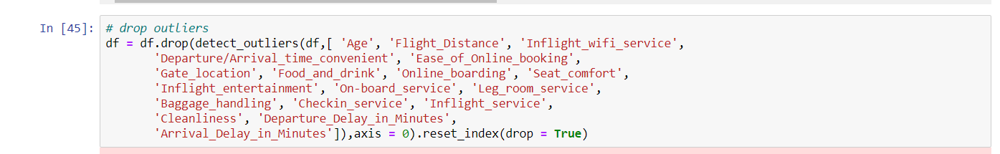 In [45]: # drop outliers
df = df.drop(detect_outliers(df,[ 'Age', 'Flight_Distance', 'Inflight_wifi_service',
'Departure/Arrival_time_convenient', 'Ease_of_Online_booking',
'Gate_location', 'Food_and_drink', 'Online_boarding', 'Seat_comfort',
'Inflight_entertainment', 'On-board_service', 'Leg_room_service',
'Baggage_handling', 'Checkin_service', 'Inflight_service',
'Cleanliness', 'Departure_Delay_in_Minutes',
'Arrival_Delay_in_Minutes']),axis = 0).reset_index(drop = True)